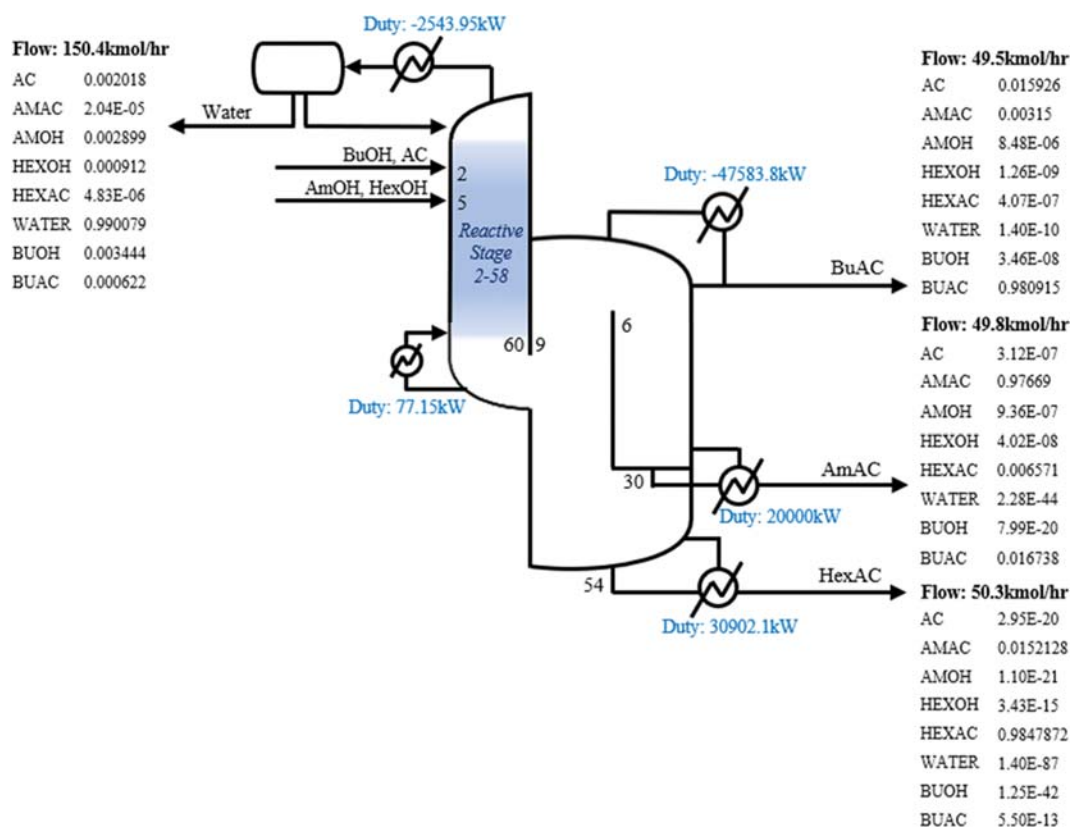 Duty: -2543.95kW
Flow: 150.4kmol/hr
AC 0.002018
AMAC 2.04E-05
AMOH 0.002899
HEXOH 0.000912
HEXAC 4.83E-06
WATER 0.990079
BUOH 0.003444
BUAC 0.000622
Water
BuOH, AC
AmOH, HexOH
2
5
Reactive
Stage
2-58
60
9
Duty: 77.15kW
Duty: -47583.8kW
6
BuAC
30
AmAC
Duty: 20000kW
54
HexAC
Duty: 30902.1kW
Flow: 49.5kmol/hr
AC 0.015926
AMAC 0.00315
AMOH 8.48E-06
HEXOH 1.26E-09
HEXAC 4.07E-07
WATER 1.40E-10
BUOH 3.46E-08
BUAC 0.980915
Flow: 49.8kmol/hr
AC 3.12E-07
AMAC 0.97669
AMOH 9.36E-07
HEXOH 4.02E-08
HEXAC 0.006571
WATER 2.28E-44
BUOH 7.99E-20
BUAC 0.016738
Flow: 50.3kmol/hr
AC 2.95E-20
AMAC 0.0152128
AMOH 1.10E-21
HEXOH 3.43E-15
HEXAC 0.9847872
WATER 1.40E-87
BUOH 1.25E-42
BUAC 5.50E-13